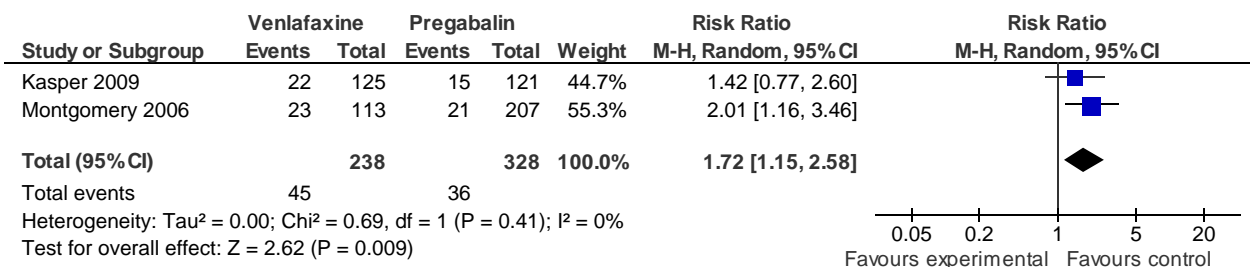 Venlafaxine Pregabalin Risk Ratio Risk Ratio
Study or Subgroup Events Total Events Total Weight M-H, Random, 95% CI M-H, Random, 95% CI
Kasper 2009 22 125 15 121 44.7% 1.42 [0.77, 2.60]
Montgomery 2006 23 113 21 207 55.3% 2.01 [1.16, 3.46]
Total (95% CI) 238 328 100.0% 1.72 [1.15, 2.58]
Total events 45 36
Heterogeneity: Tau² = 0.00; Chi² = 0.69, df = 1 (P = 0.41); I² = 0%
Test for overall effect: Z = 2.62 (P = 0.009)
0.05 0.2 1 5 20
Favours experimental Favours control